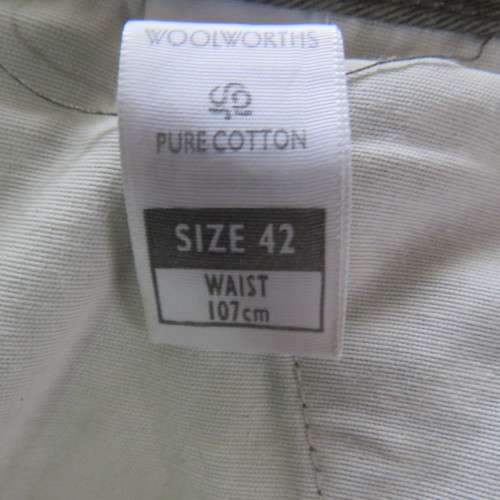 WOOLWORTHS
PURE COTTON
SIZE 42
WAIST
107cm